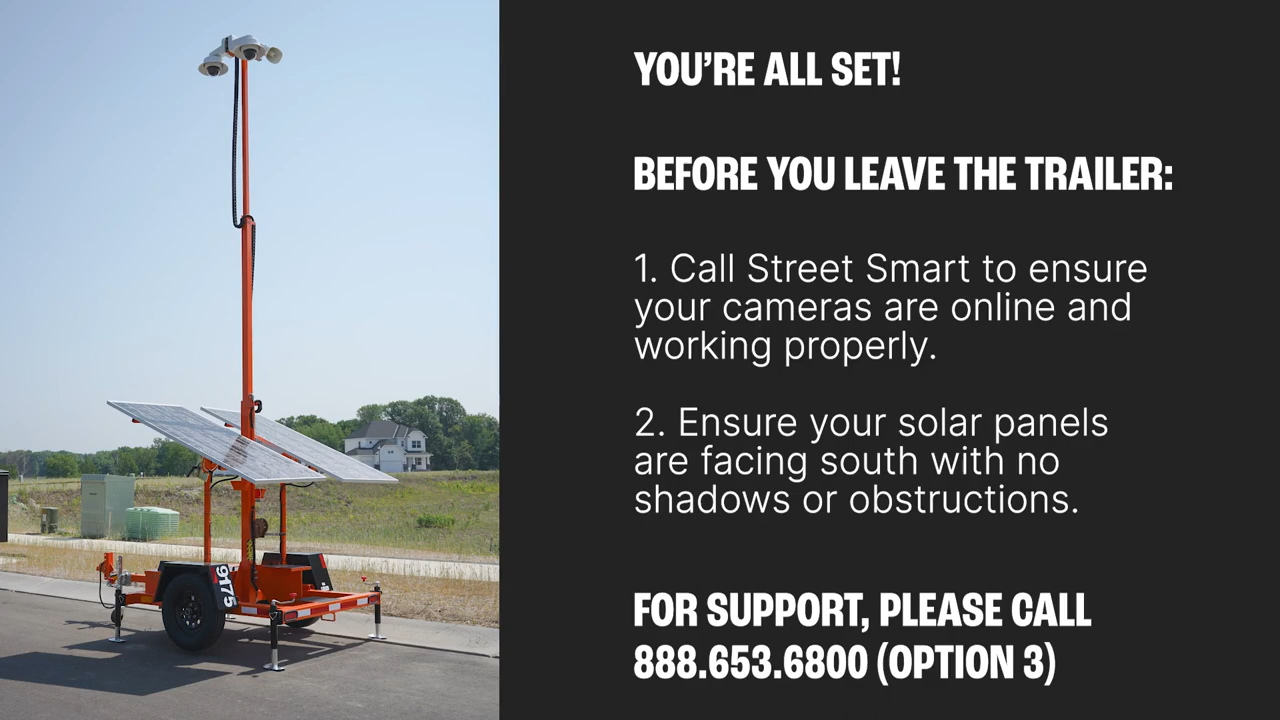 YOU'RE ALL SET!
BEFORE YOU LEAVE THE TRAILER:
1. Call Street Smart to ensure
your cameras are online and
working properly.
2. Ensure your solar panels
are facing south with no
shadows or obstructions.
FOR SUPPORT, PLEASE CALL
888.653.6800 (OPTION 3)
9175